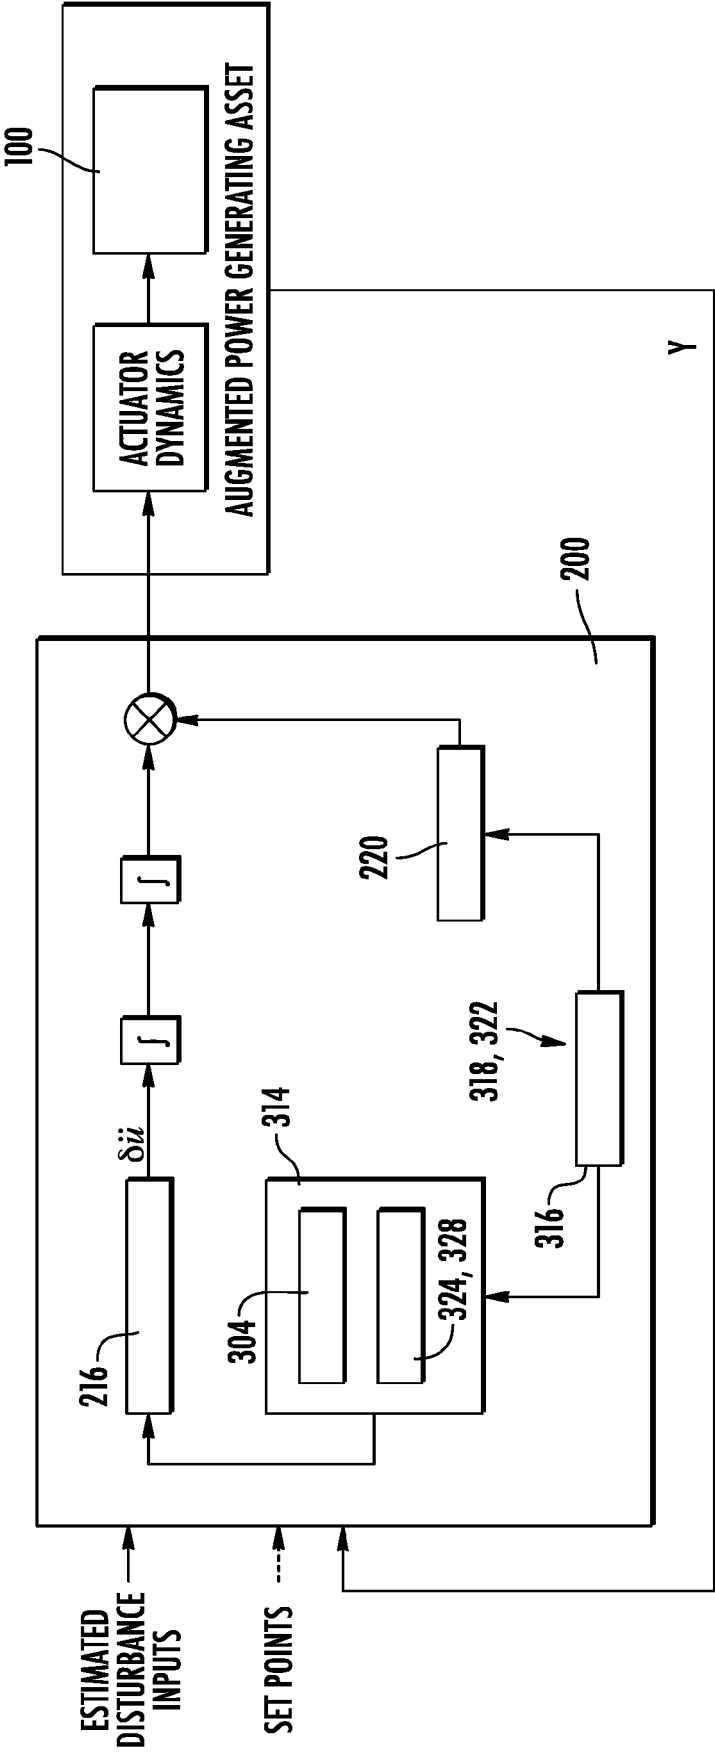 ESTIMATED
DISTURBANCE
INPUTS
SET POINTS
216
δü
∫
∫
304
324, 328
314
316
318, 322
220
200
ACTUATOR
DYNAMICS
100
AUGMENTED POWER GENERATING ASSET
Y